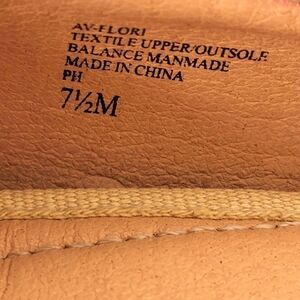 AV-FLORI
TEXTILE UPPER/OUTSOLE
BALANCE MANMADE
MADE IN CHINA
PH
7½M